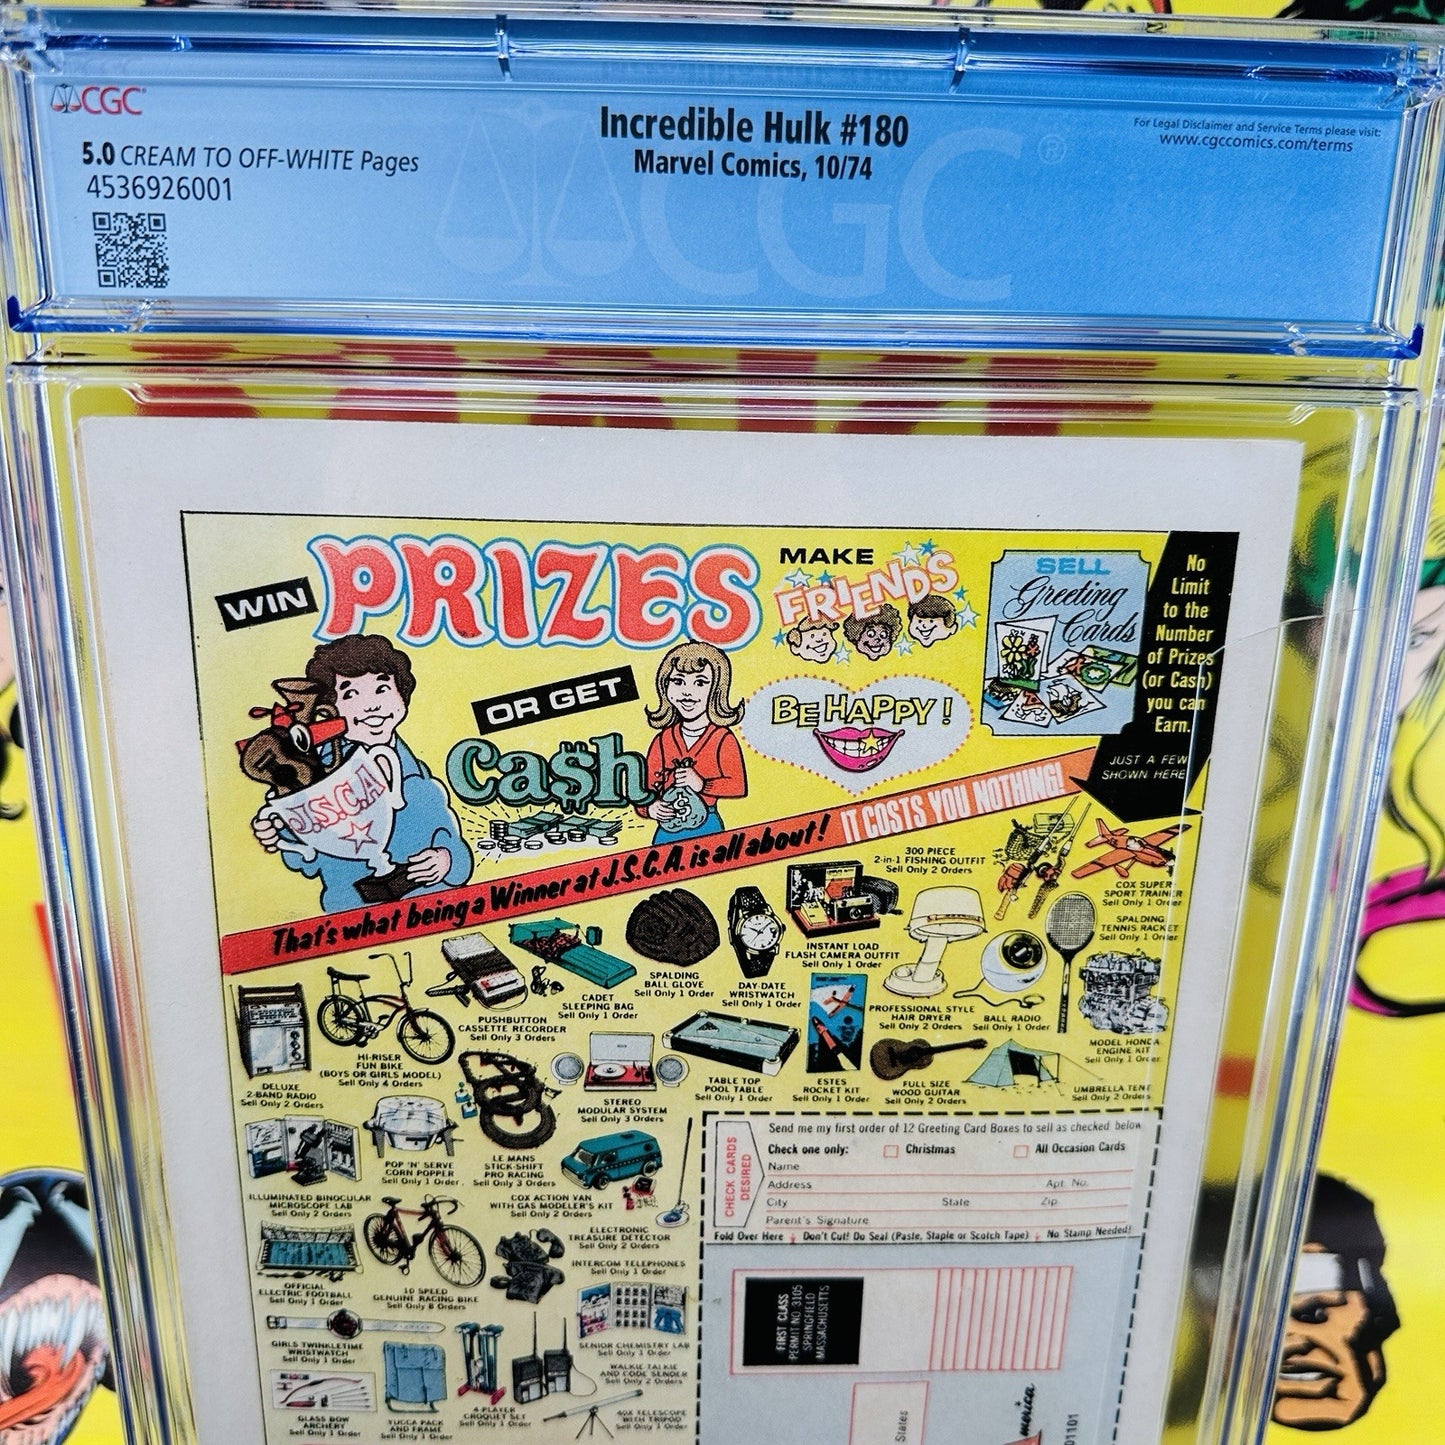 CGC
Incredible Hulk #180
Marvel Comics, 10/74
For Legal Disclaimer and Service Terms please visit:
www.cgccomics.com/terms
5.0 CREAM TO OFF-WHITE Pages
4536926001
CGC
WIN PRIZES
OR GET
Ca$h
MAKE
FRIENDS
BE HAPPY!
SELL
Greeting
Cards
No
Limit
to the
Number
of Prizes
(or Cash)
you can
Earn.
JUST A FEW
SHOWN HERE
J.S.C.A
That's what being a Winner at J.S.C.A. is all about! IT COSTS YOU NOTHING!
300 PIECE
2-in-1 FISHING OUTFIT
Sell Only 2 Orders
COX SUPER
SPORT TRAINER
Sell Only 1 Order
SPALDING
TENNIS RACKET
Sell Only 1 Order
INSTANT LOAD
FLASH CAMERA OUTFIT
Sell Only 1 Order
SPALDING
BALL GLOVE
Sell Only 1 Order
DAY-DATE
WRISTWATCH
Sell Only 1 Order
CADET
SLEEPING BAG
Sell Only 1 Order
PUSHBUTTON
CASSETTE RECORDER
Sell Only 3 Orders
PROFESSIONAL STYLE
HAIR DRYER
Sell Only 2 Orders
BALL RADIO
Sell Only 1 Order
MODEL HONDA
ENGINE KIT
Sell Only 1 Order
HI-RISER
FUN BIKE
(BOYS OR GIRLS MODEL)
Sell Only 4 Orders
DELUXE
2-BAND RADIO
Sell Only 2 Orders
STEREO
MODULAR SYSTEM
Sell Only 3 Orders
TABLE TOP
POOL TABLE
Sell Only 1 Order
ESTES
ROCKET KIT
Sell Only 1 Order
FULL SIZE
WOOD GUITAR
Sell Only 2 Orders
UMBRELLA TENT
Sell Only 2 Orders
POP 'N' SERVE
CORN POPPER
Sell Only 1 Order
LE MANS
STICK-SHIFT
PRO RACING
Sell Only 3 Orders
ILLUMINATED BINOCULAR
MICROSCOPE LAB
Sell Only 2 Orders
COX ACTION VAN
WITH GAS MODELER'S KIT
Sell Only 2 Orders
ELECTRONIC
TREASURE DETECTOR
Sell Only 2 Orders
INTERCOM TELEPHONES
Sell Only 1 Order
OFFICIAL
ELECTRIC FOOTBALL
Sell Only 1 Order
10 SPEED
GENUINE RACING BIKE
Sell Only 8 Orders
GIRLS TWINKLETIME
WRISTWATCH
Sell Only 1 Order
SENIOR CHEMISTRY LAB
Sell Only 1 Order
WALKIE TALKIE
AND CODE SENDER
Sell Only 2 Orders
GLASS BOW
ARCHERY
Sell Only 1 Order
YUCCA PACK
AND FRAME
Sell Only 1 Order
4-PLAYER
CROQUET SET
Sell Only 1 Order
40X TELESCOPE
WITH TRIPOD
Sell Only 1 Order
CHECK CARDS
DESIRED
Send me my first order of 12 Greeting Card Boxes to sell as checked below
Check one only: Christmas All Occasion Cards
Name
Address Apt. No.
City State Zip
Parent's Signature
Fold Over Here Don't Cut! Do Seal (Paste, Staple or Scotch Tape) No Stamp Needed!
FIRST CLASS
PERMIT NO 3105
SPRINGFIELD
MASSACHUSETTS
States
merica
01101